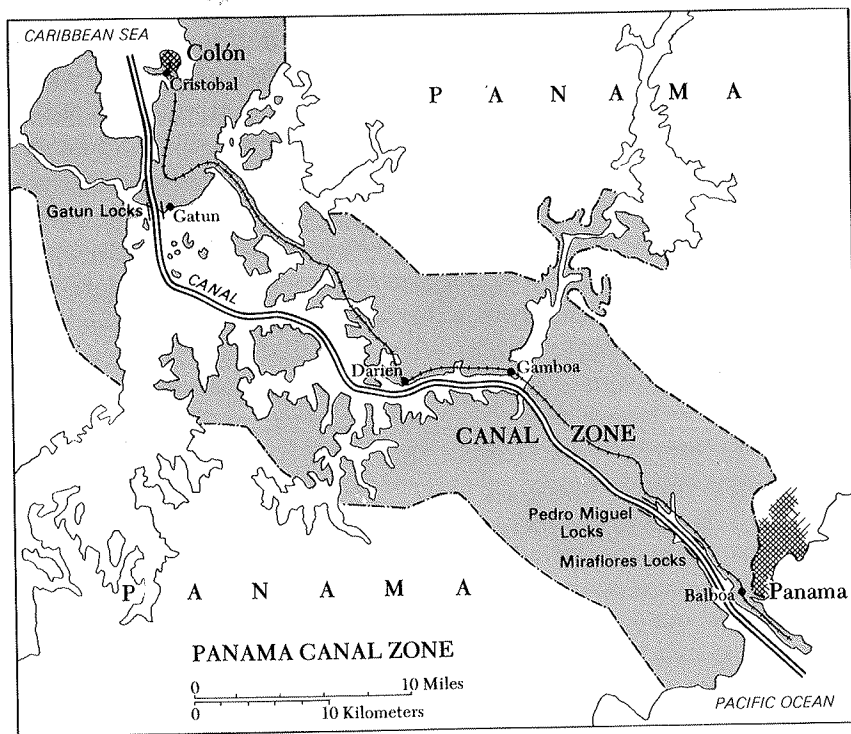 CARIBBEAN SEA
Colón
Cristobal
P A N A M A
Gatun Locks
Gatun
CANAL
Darién
Gamboa
CANAL ZONE
Pedro Miguel
Locks
Miraflores Locks
Balboa
Panama
P A N A M A
PANAMA CANAL ZONE
0 10 Miles
0 10 Kilometers
PACIFIC OCEAN